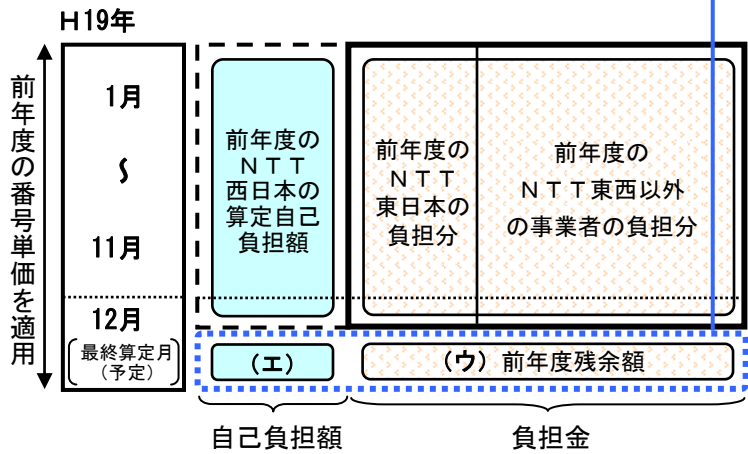 H19年
前年度の番号単価を適用
1月
〜
11月
12月
最終算定月
（予定）
前年度の
ＮＴＴ
西日本の
算定自己
負担額
前年度の
ＮＴＴ
東日本の
負担分
前年度の
ＮＴＴ東西以外
の事業者の負担分
（エ）
（ウ）前年度残余額
自己負担額
負担金